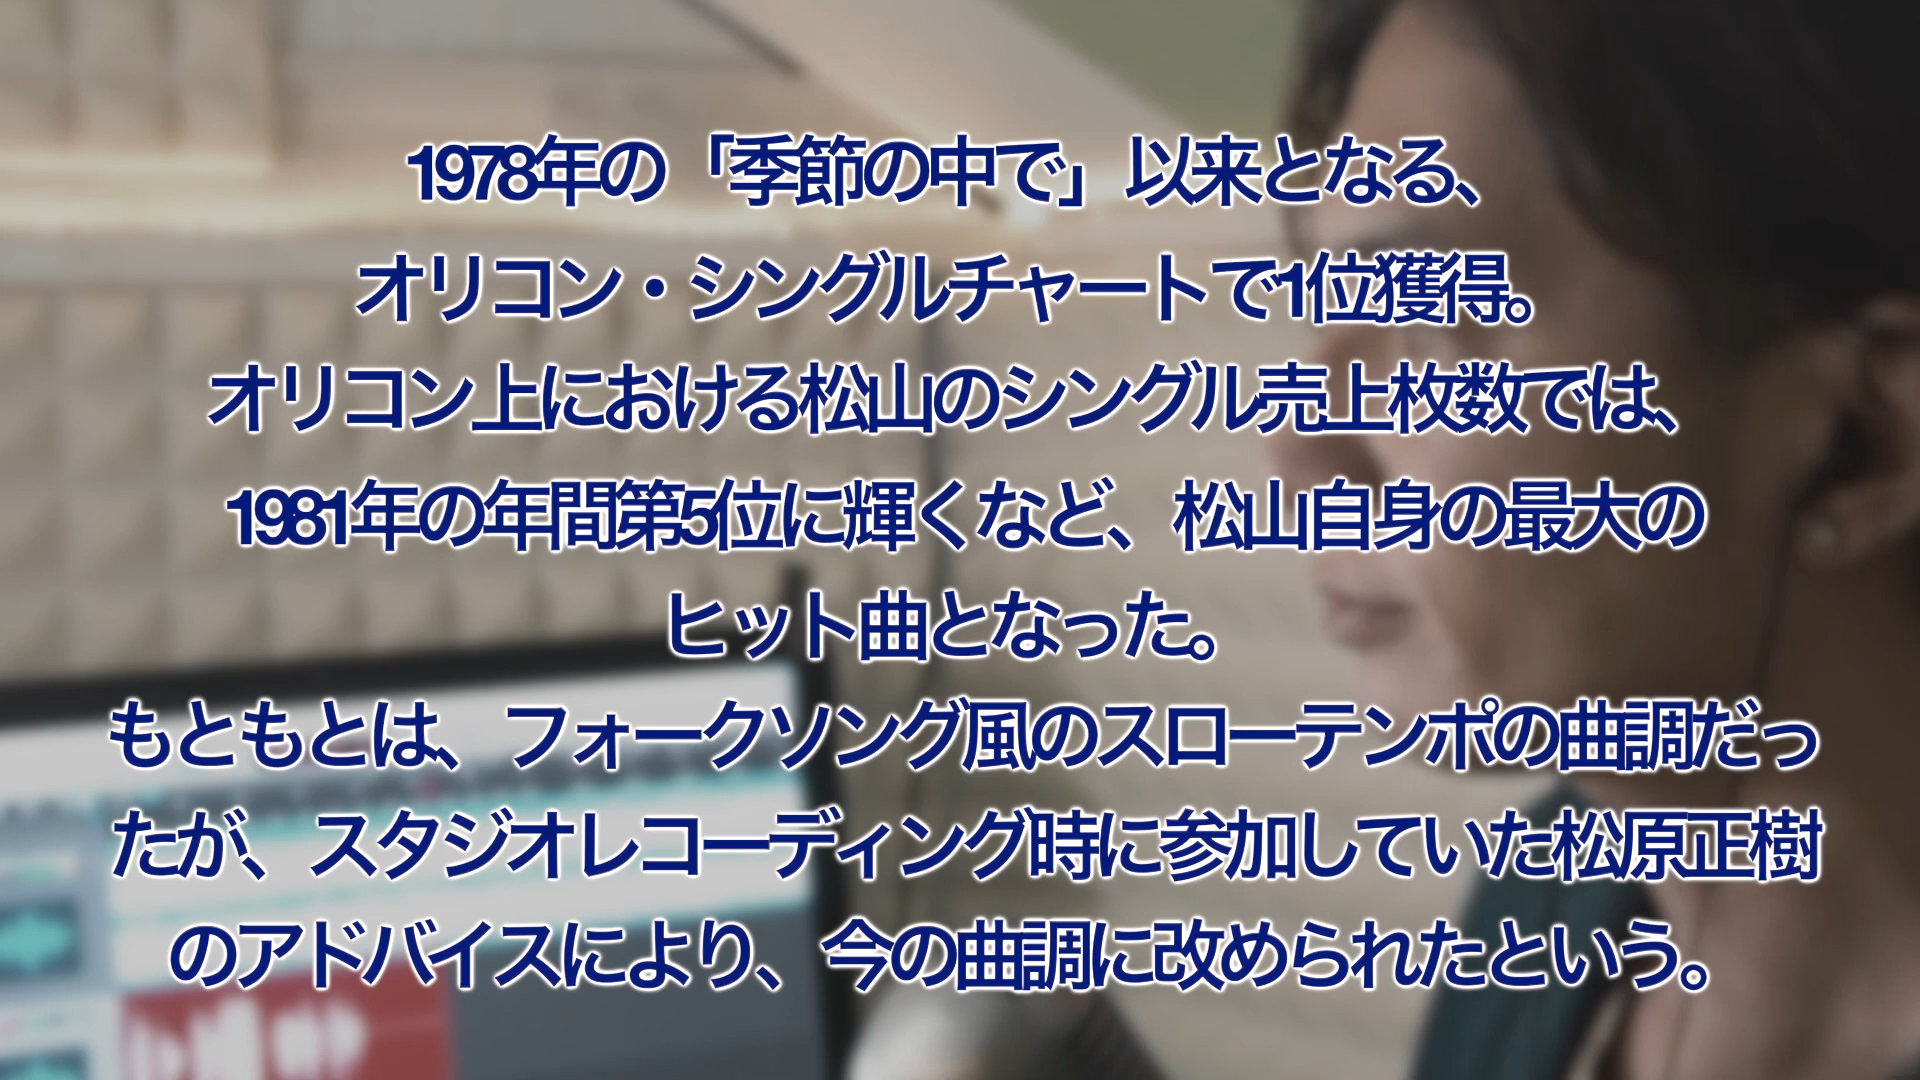 1978年の「季節の中で」以来となる、
オリコン・シングルチャートで1位獲得。
オリコン上における松山のシングル売上枚数では、
1981年の年間第5位に輝くなど、松山自身の最大の
ヒット曲となった。
もともとは、フォークソング風のスローテンポの曲調だっ
たが、スタジオレコーディング時に参加していた松原正樹
のアドバイスにより、今の曲調に改められたという。